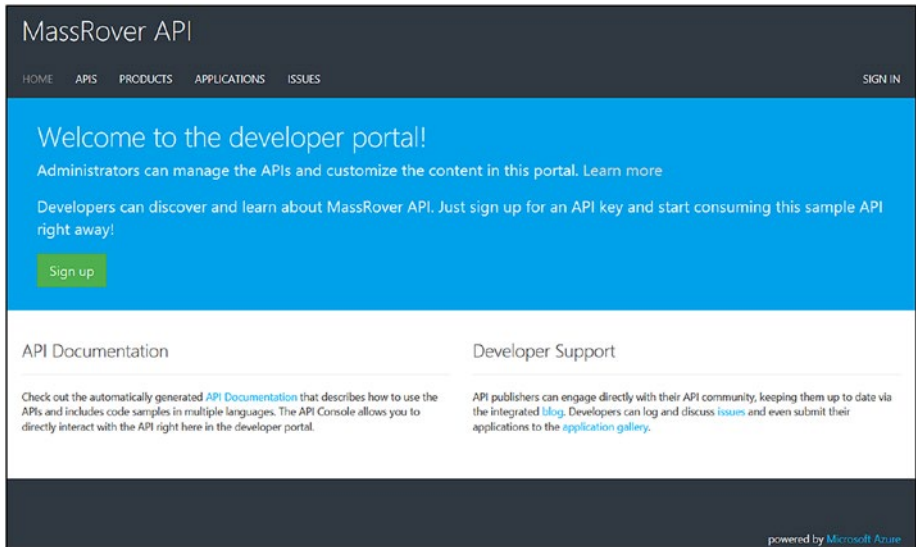 MassRover API
HOME APIS PRODUCTS APPLICATIONS ISSUES SIGN IN
Welcome to the developer portal!
Administrators can manage the APIs and customize the content in this portal. Learn more
Developers can discover and learn about MassRover API. Just sign up for an API key and start consuming this sample API
right away!
Sign up
API Documentation
Check out the automatically generated API Documentation that describes how to use the
APIs and includes code samples in multiple languages. The API Console allows you to
directly interact with the API right here in the developer portal.
Developer Support
API publishers can engage directly with their API community, keeping them up to date via
the integrated blog. Developers can log and discuss issues and even submit their
applications to the application gallery.
powered by Microsoft Azure